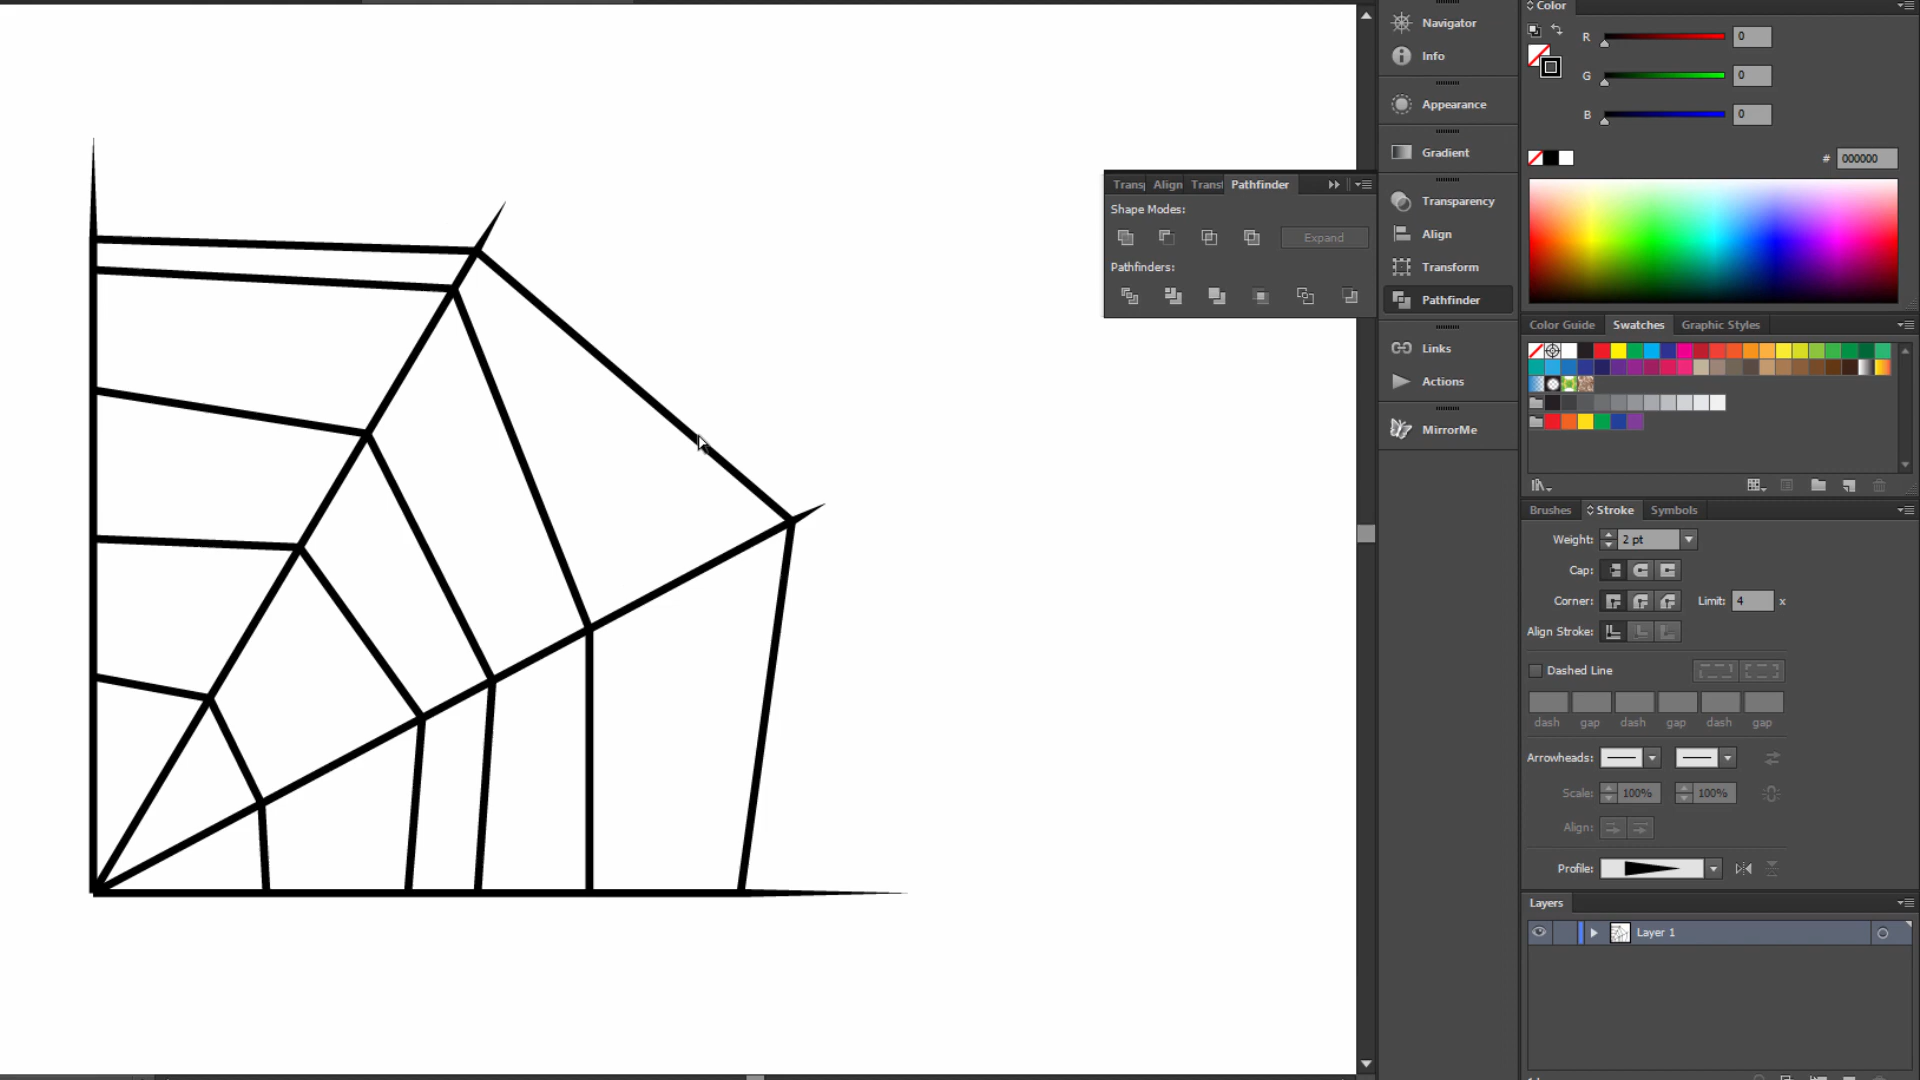 Navigator
Info
Appearance
Gradient
Transparency
Align
Transform
Pathfinder
Links
Actions
MirrorMe
Trans Align Transf Pathfinder
Shape Modes:
Expand
Pathfinders:
Color
R 0
G 0
B 0
# 000000
Color Guide Swatches Graphic Styles
Brushes Stroke Symbols
Weight: 2 pt
Cap:
Corner: Limit: 4 x
Align Stroke:
Dashed Line
dash gap dash gap dash gap
Arrowheads:
Scale: 100% 100%
Align:
Profile:
Layers
Layer 1